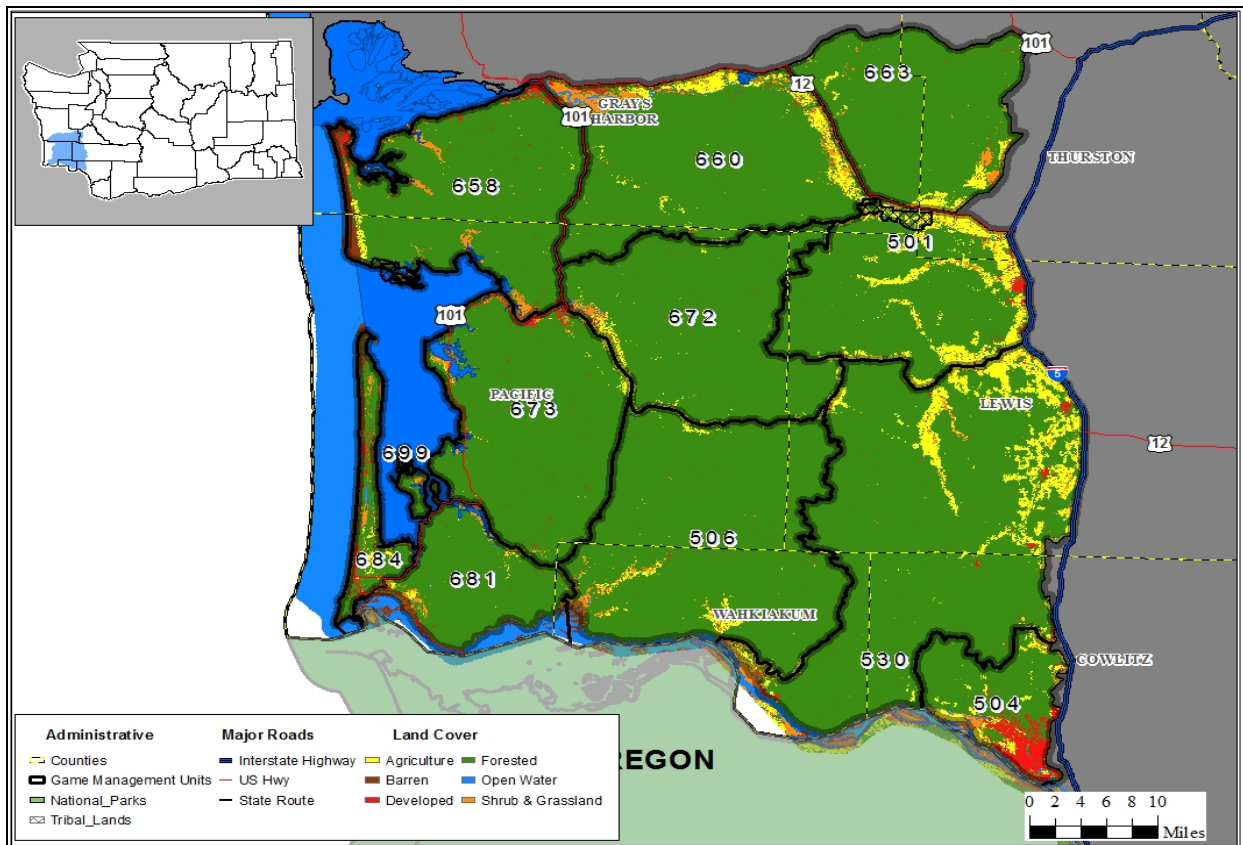 101
663
12
GRAYS
HARBOR
101
660
THURSTON
658
501
672
101
5
PACIFIC
673
LEWIS
699
12
506
684
681
WAHKIAKUM
530
COWLITZ
504
REGON
Administrative Major Roads Land Cover
Counties Interstate Highway Agriculture Forested
Game Management Units US Hwy Barren Open Water
National_Parks State Route Developed Shrub & Grassland
Tribal_Lands
0 2 4 6 8 10
Miles